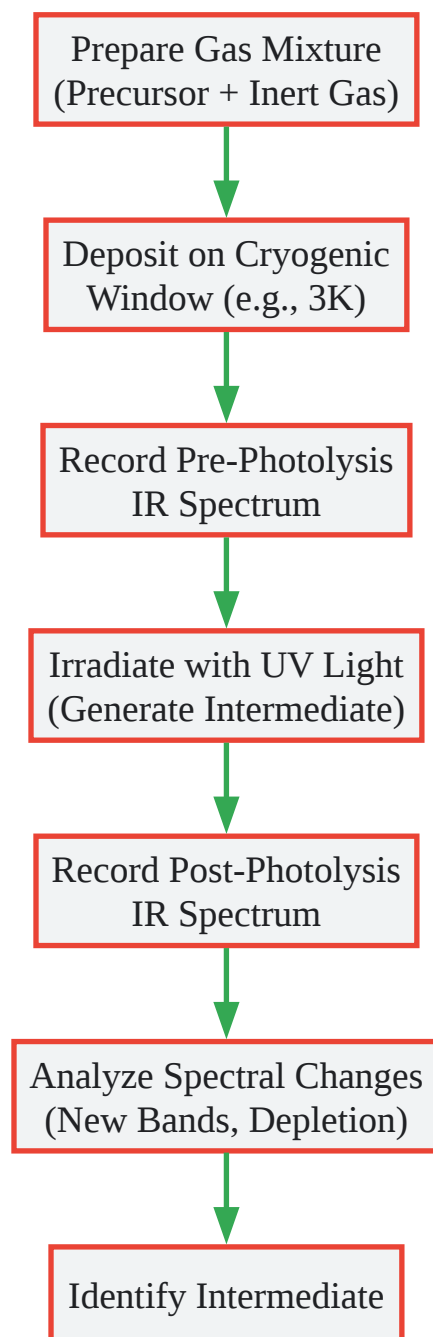 Prepare Gas Mixture
(Precursor + Inert Gas)
Deposit on Cryogenic
Window (e.g., 3K)
Record Pre-Photolysis
IR Spectrum
Irradiate with UV Light
(Generate Intermediate)
Record Post-Photolysis
IR Spectrum
Analyze Spectral Changes
(New Bands, Depletion)
Identify Intermediate